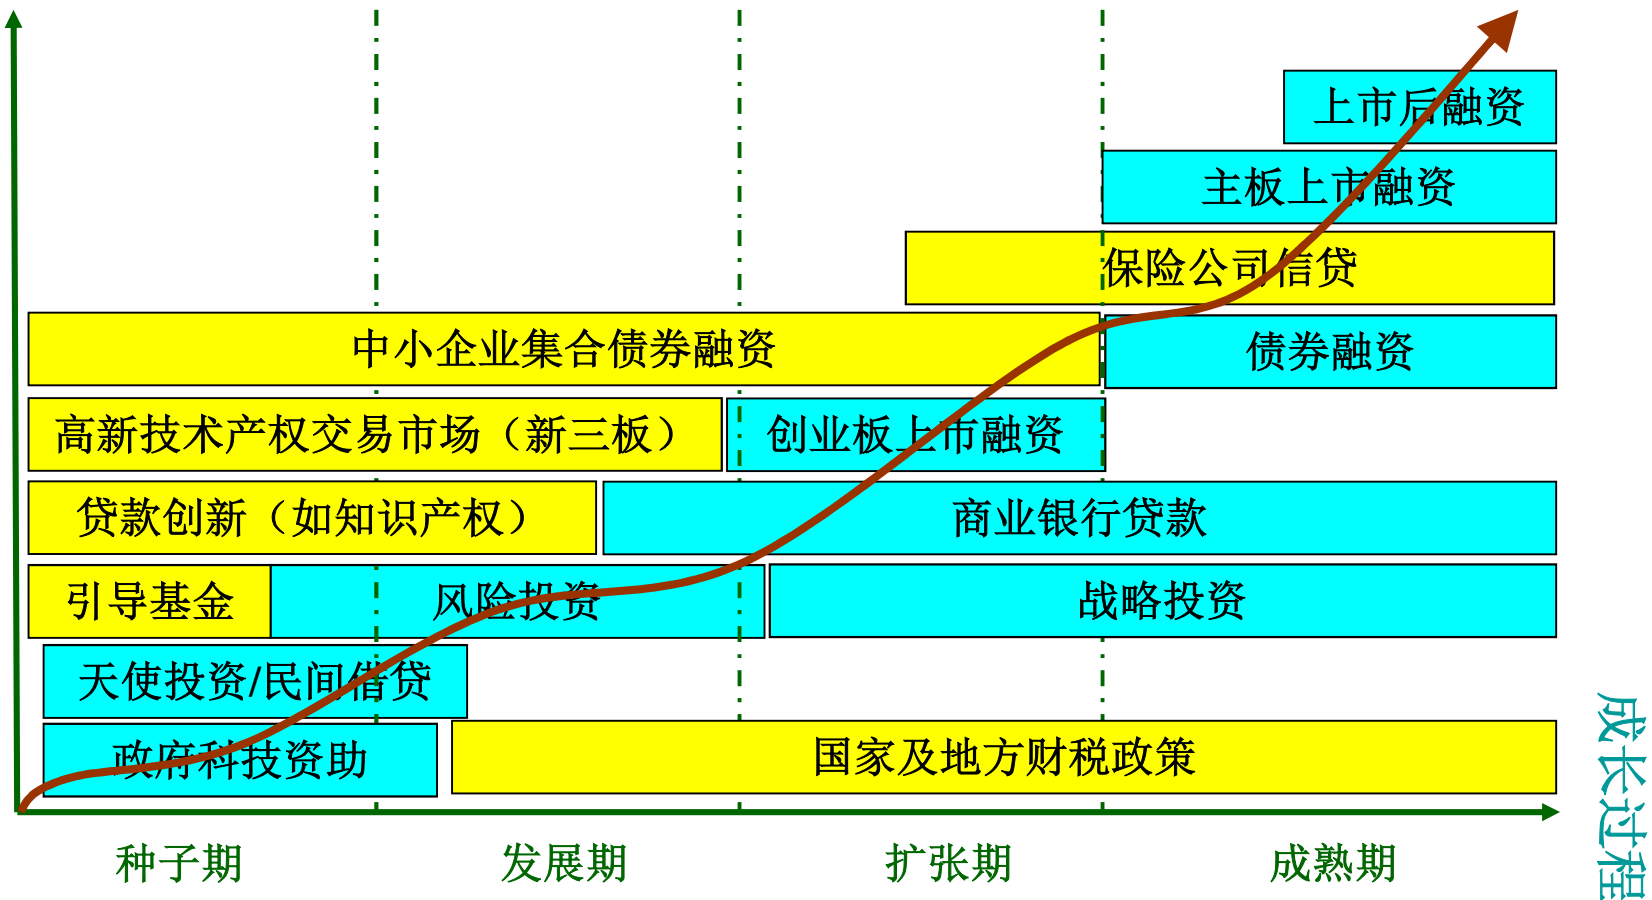 上市后融资
主板上市融资
保险公司信贷
中小企业集合债券融资
债券融资
高新技术产权交易市场（新三板）
创业板上市融资
贷款创新（如知识产权）
商业银行贷款
引导基金
风险投资
战略投资
天使投资/民间借贷
政府科技资助
国家及地方财税政策
种子期
发展期
扩张期
成熟期
成长过程